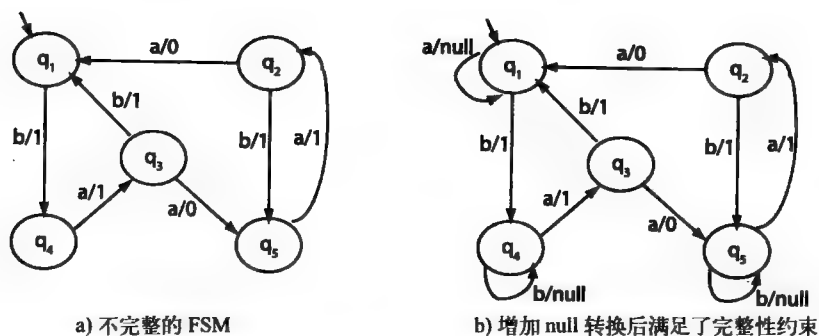 a/0
q₁
q₂
b/1
b/1
b/1
a/1
q₃
a/1
a/0
q₄
q₅
a) 不完整的 FSM
a/null
a/0
q₁
q₂
b/1
b/1
b/1
a/1
q₃
a/1
a/0
q₄
q₅
b/null
b/null
b) 增加 null 转换后满足了完整性约束